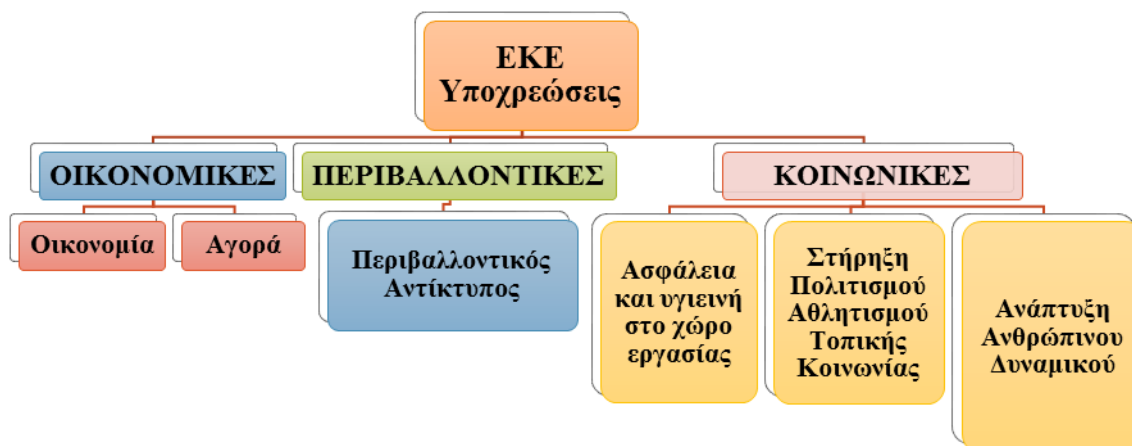 ΕΚΕ
Υποχρεώσεις
ΟΙΚΟΝΟΜΙΚΕΣ
ΠΕΡΙΒΑΛΛΟΝΤΙΚΕΣ
ΚΟΙΝΩΝΙΚΕΣ
Οικονομία
Αγορά
Περιβαλλοντικός
Αντίκτυπος
Ασφάλεια
και υγιεινή
στο χώρο
εργασίας
Στήρηξη
Πολιτισμού
Αθλητισμού
Τοπικής
Κοινωνίας
Ανάπτυξη
Ανθρώπινου
Δυναμικού